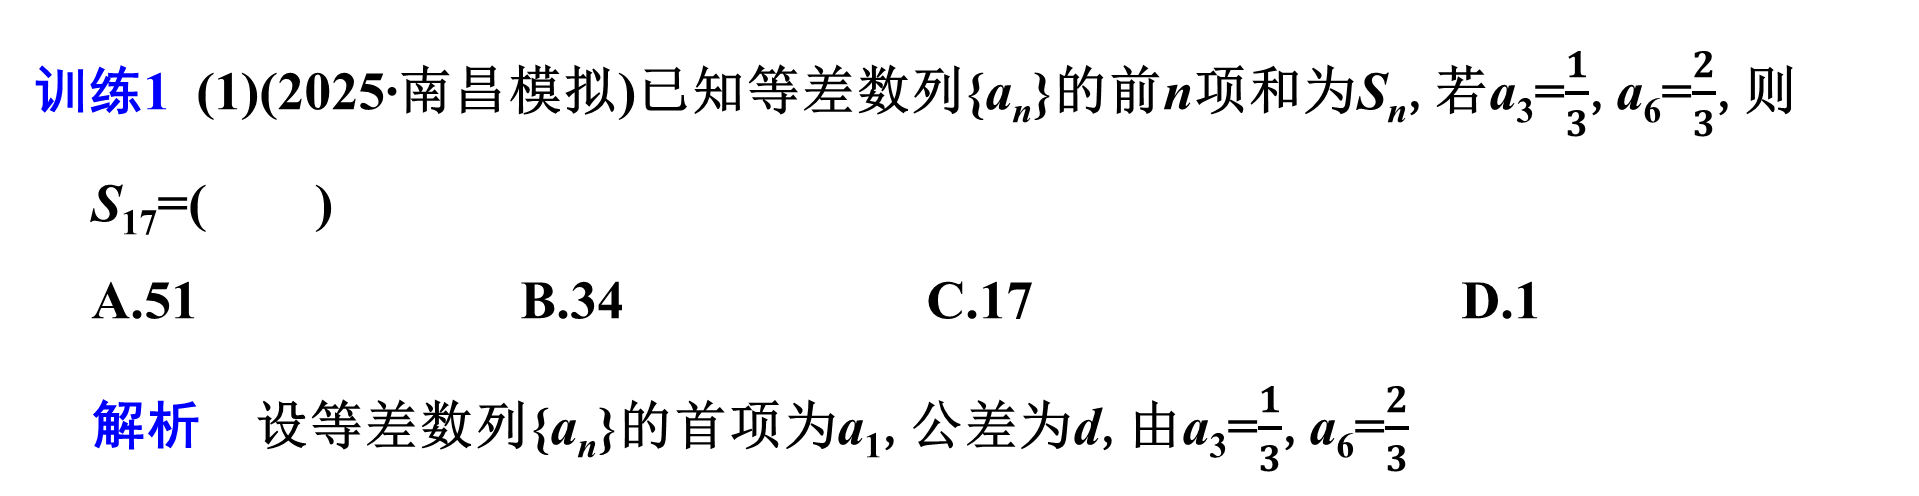 训练1 (1)(2025·南昌模拟)已知等差数列{aₙ}的前n项和为Sₙ, 若a₃=1/3, a₆=2/3, 则
S₁₇=(  )
A.51 B.34 C.17 D.1
解析 设等差数列{aₙ}的首项为a₁, 公差为d, 由a₃=1/3, a₆=2/3